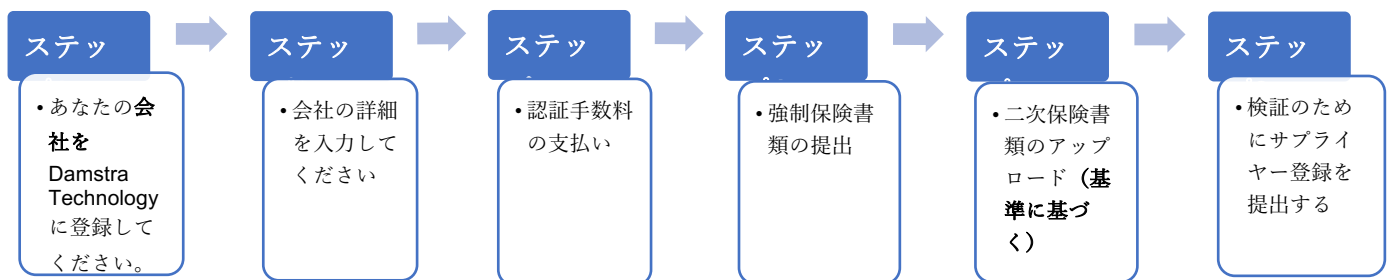 ステッ
ステッ
ステッ
ステッ
ステッ
ステッ
• あなたの会
社を
Damstra
Technology
に登録して
ください。
• 会社の詳細
を入力して
ください
• 認証手数料
の支払い
• 強制保険書
類の提出
• 二次保険書
類のアップ
ロード（基
準に基づ
く）
• 検証のため
にサプライ
ヤー登録を
提出する